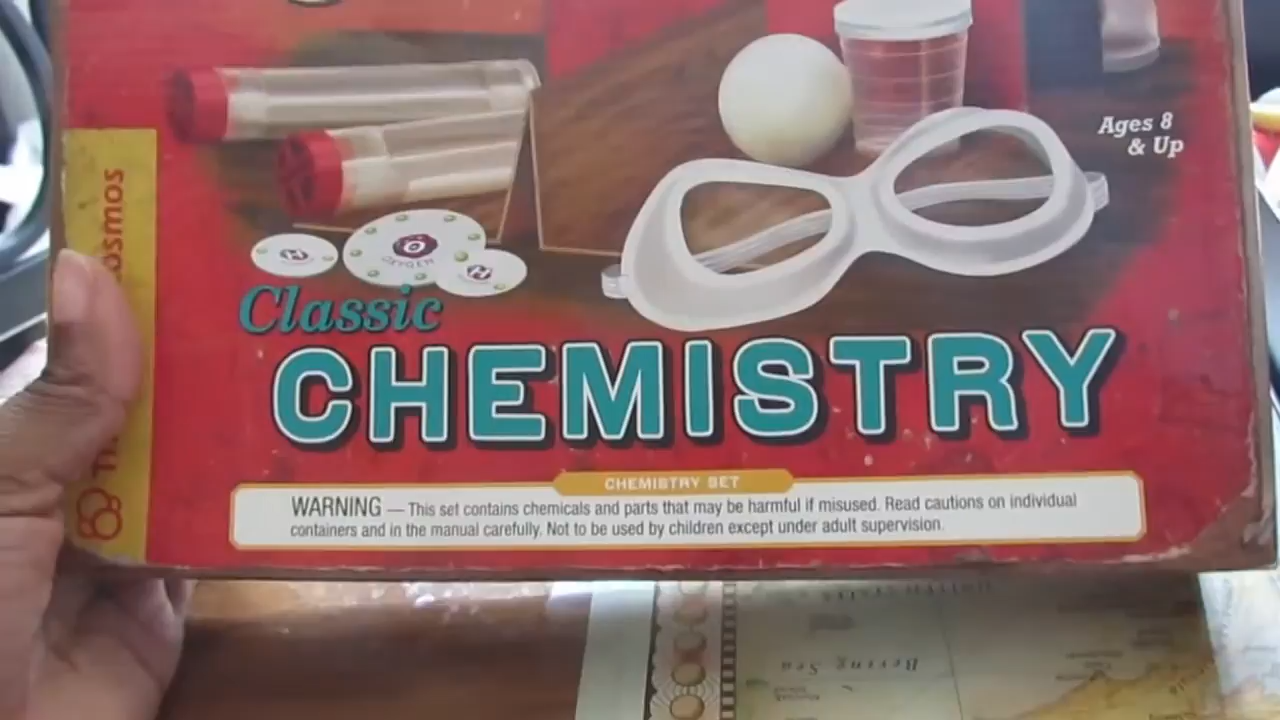 Ages 8
& Up
OXYGEN
H
H
Classic
CHEMISTRY
CHEMISTRY SET
WARNING — This set contains chemicals and parts that may be harmful if misused. Read cautions on individual
containers and in the manual carefully. Not to be used by children except under adult supervision.
Bering Sea